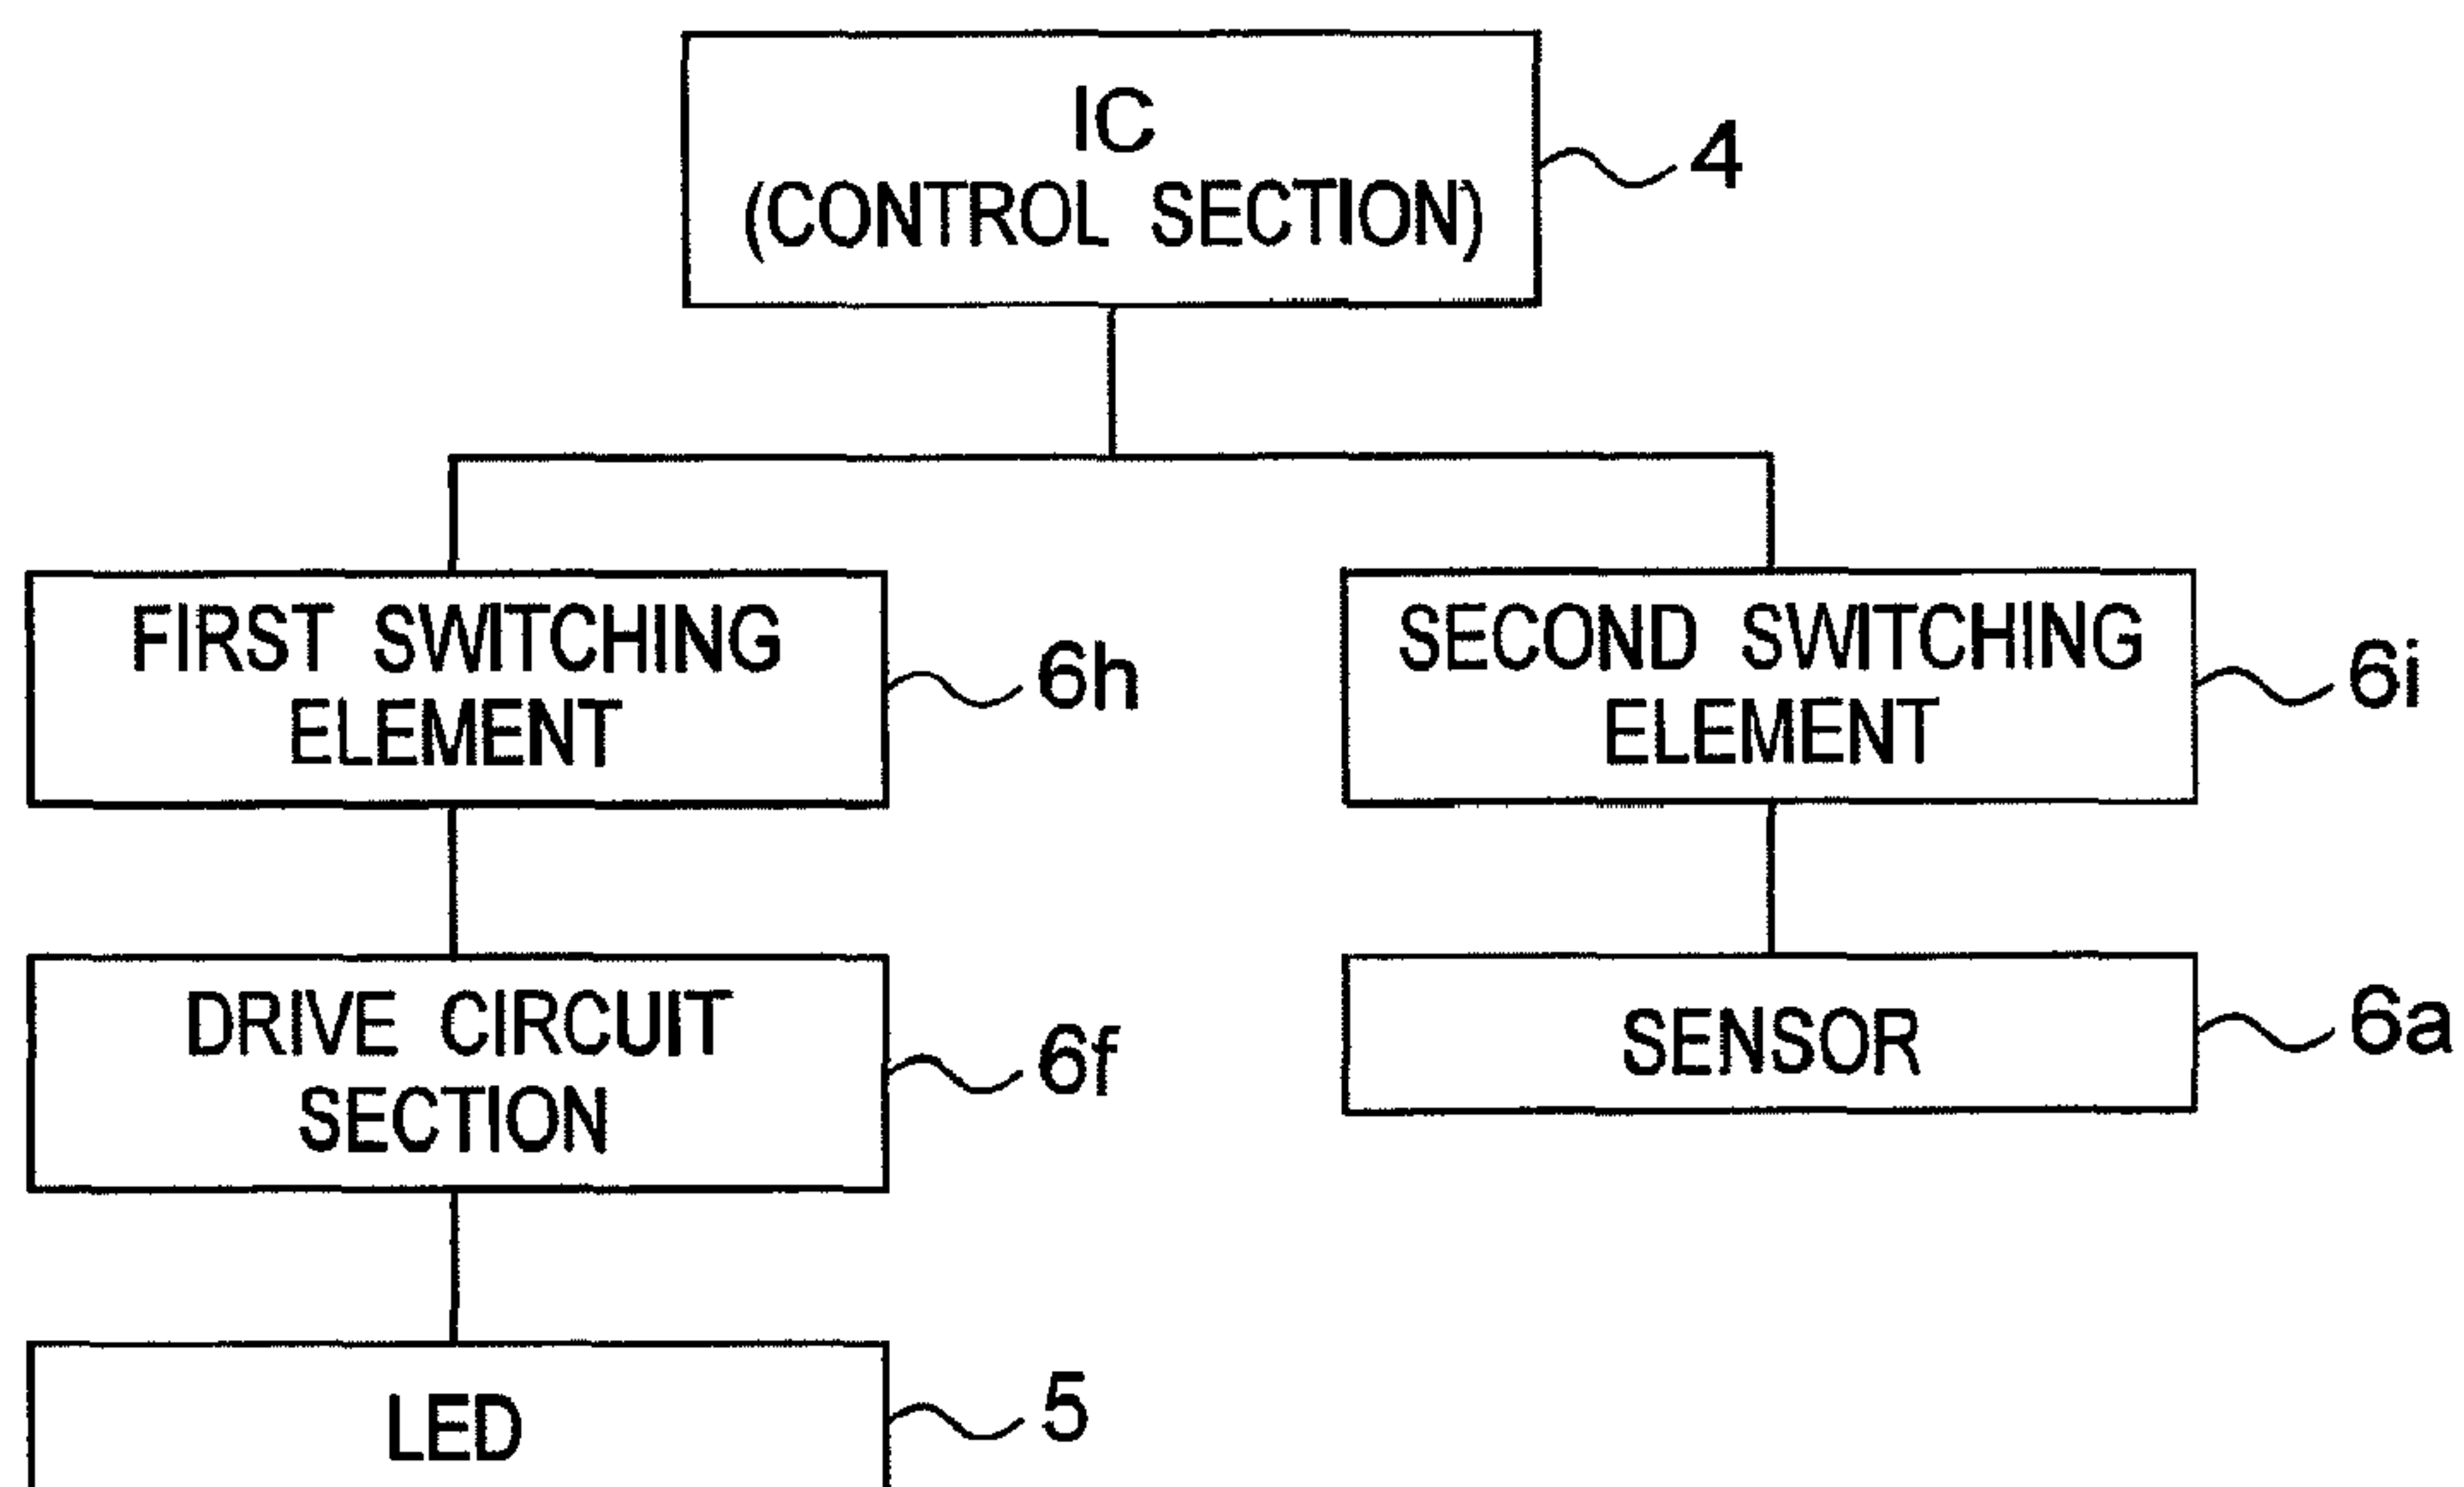 IC
(CONTROL SECTION)
4
FIRST SWITCHING
ELEMENT
6h
SECOND SWITCHING
ELEMENT
6i
DRIVE CIRCUIT
SECTION
6f
SENSOR
6a
LED
5